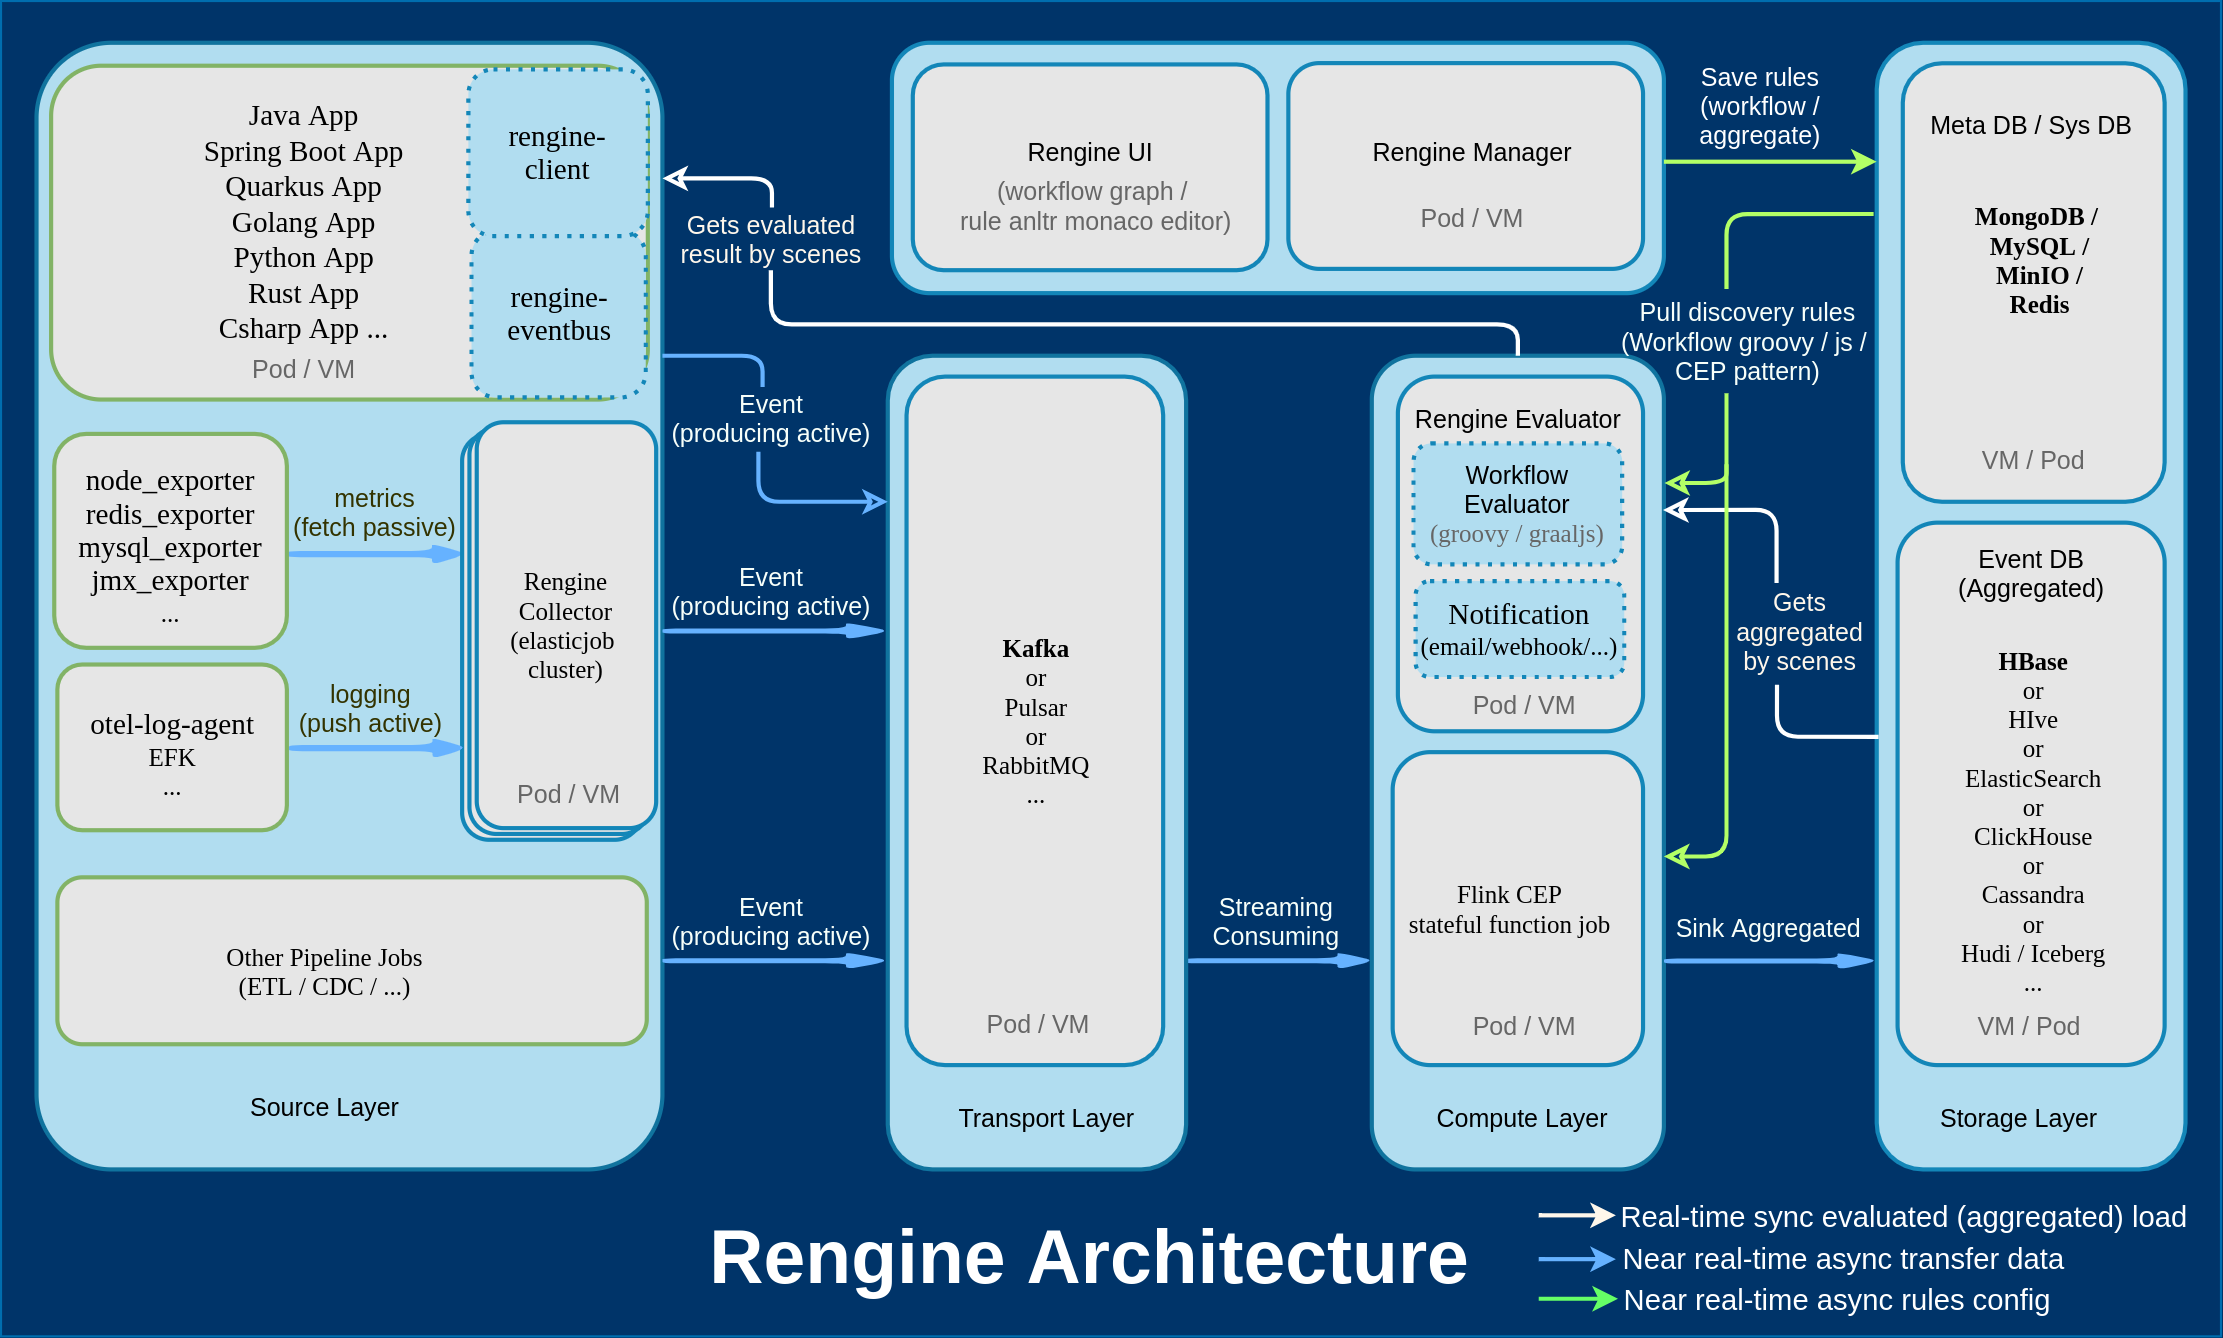 Java App
Spring Boot App
Quarkus App
Golang App
Python App
Rust App
Csharp App ...
Pod / VM
rengine-
client
rengine-
eventbus
node_exporter
redis_exporter
mysql_exporter
jmx_exporter
...
metrics
(fetch passive)
otel-log-agent
EFK
...
logging
(push active)
Rengine
Collector
(elasticjob
cluster)
Pod / VM
Other Pipeline Jobs
(ETL / CDC / ...)
Source Layer
Gets evaluated
result by scenes
Event
(producing active)
Event
(producing active)
Event
(producing active)
Rengine UI
(workflow graph /
rule anltr monaco editor)
Rengine Manager
Pod / VM
Kafka
or
Pulsar
or
RabbitMQ
...
Pod / VM
Transport Layer
Streaming
Consuming
Rengine Evaluator
Workflow
Evaluator
(groovy / graaljs)
Notification
(email/webhook/...)
Pod / VM
Flink CEP
stateful function job
Pod / VM
Compute Layer
Save rules
(workflow /
aggregate)
Pull discovery rules
(Workflow groovy / js /
CEP pattern)
Gets
aggregated
by scenes
Sink Aggregated
Meta DB / Sys DB
MongoDB /
MySQL /
MinIO /
Redis
VM / Pod
Event DB
(Aggregated)
HBase
or
HIve
or
ElasticSearch
or
ClickHouse
or
Cassandra
or
Hudi / Iceberg
...
VM / Pod
Storage Layer
Rengine Architecture
Real-time sync evaluated (aggregated) load
Near real-time async transfer data
Near real-time async rules config